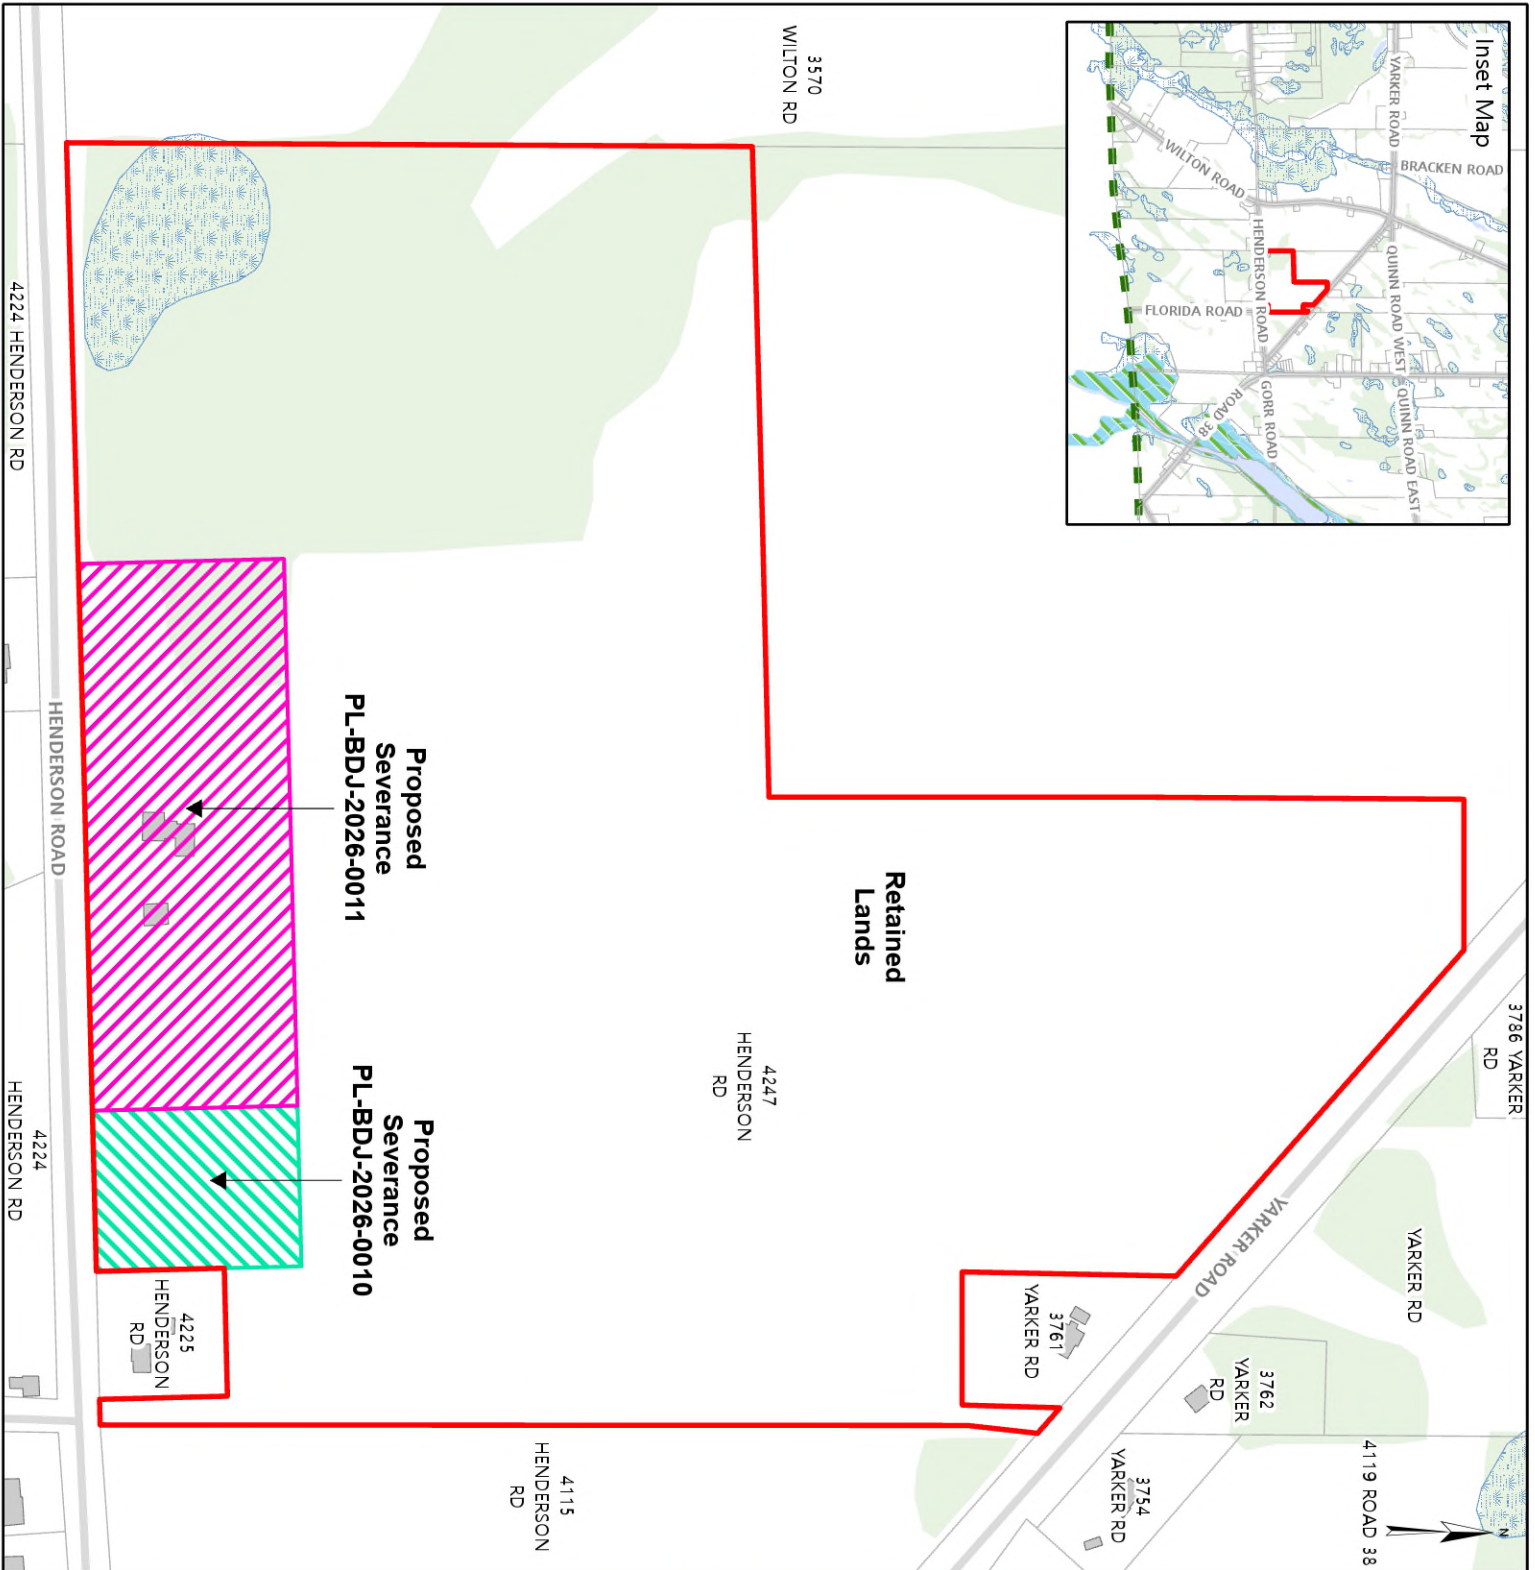 Inset Map
YARKER ROAD
BRACKEN ROAD
WILTON ROAD
HENDERSON ROAD
QUINN ROAD WEST
QUINN ROAD EAST
FLORIDA ROAD
GORR ROAD
ROAD 38
3570
WILTON RD
3786 YARKER
RD
YARKER RD
YARKER ROAD
3762
YARKER
RD
4119 ROAD 38
N
3754
YARKER RD
3761
YARKER RD
Retained
Lands
4247
HENDERSON
RD
4115
HENDERSON
RD
Proposed
Severance
PL-BDJ-2026-0011
Proposed
Severance
PL-BDJ-2026-0010
4225
HENDERSON
RD
HENDERSON ROAD
4224 HENDERSON RD
4224
HENDERSON RD